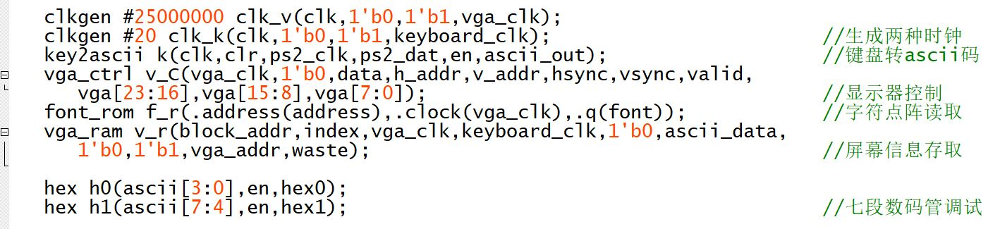 clkgen #25000000 clk_v(clk,1'b0,1'b1,vga_clk);
clkgen #20 clk_k(clk,1'b0,1'b1,keyboard_clk); //生成两种时钟
key2ascii k(clk,clr,ps2_clk,ps2_dat,en,ascii_out); //键盘转ascii码
vga_ctrl v_c(vga_clk,1'b0,data,h_addr,v_addr,hsync,vsync,valid,
vga[23:16],vga[15:8],vga[7:0]); //显示器控制
font_rom f_r(.address(address),.clock(vga_clk),.q(font)); //字符点阵读取
vga_ram v_r(block_addr,index,vga_clk,keyboard_clk,1'b0,ascii_data,
1'b0,1'b1,vga_addr,waste); //屏幕信息存取
hex h0(ascii[3:0],en,hex0);
hex h1(ascii[7:4],en,hex1); //七段数码管调试